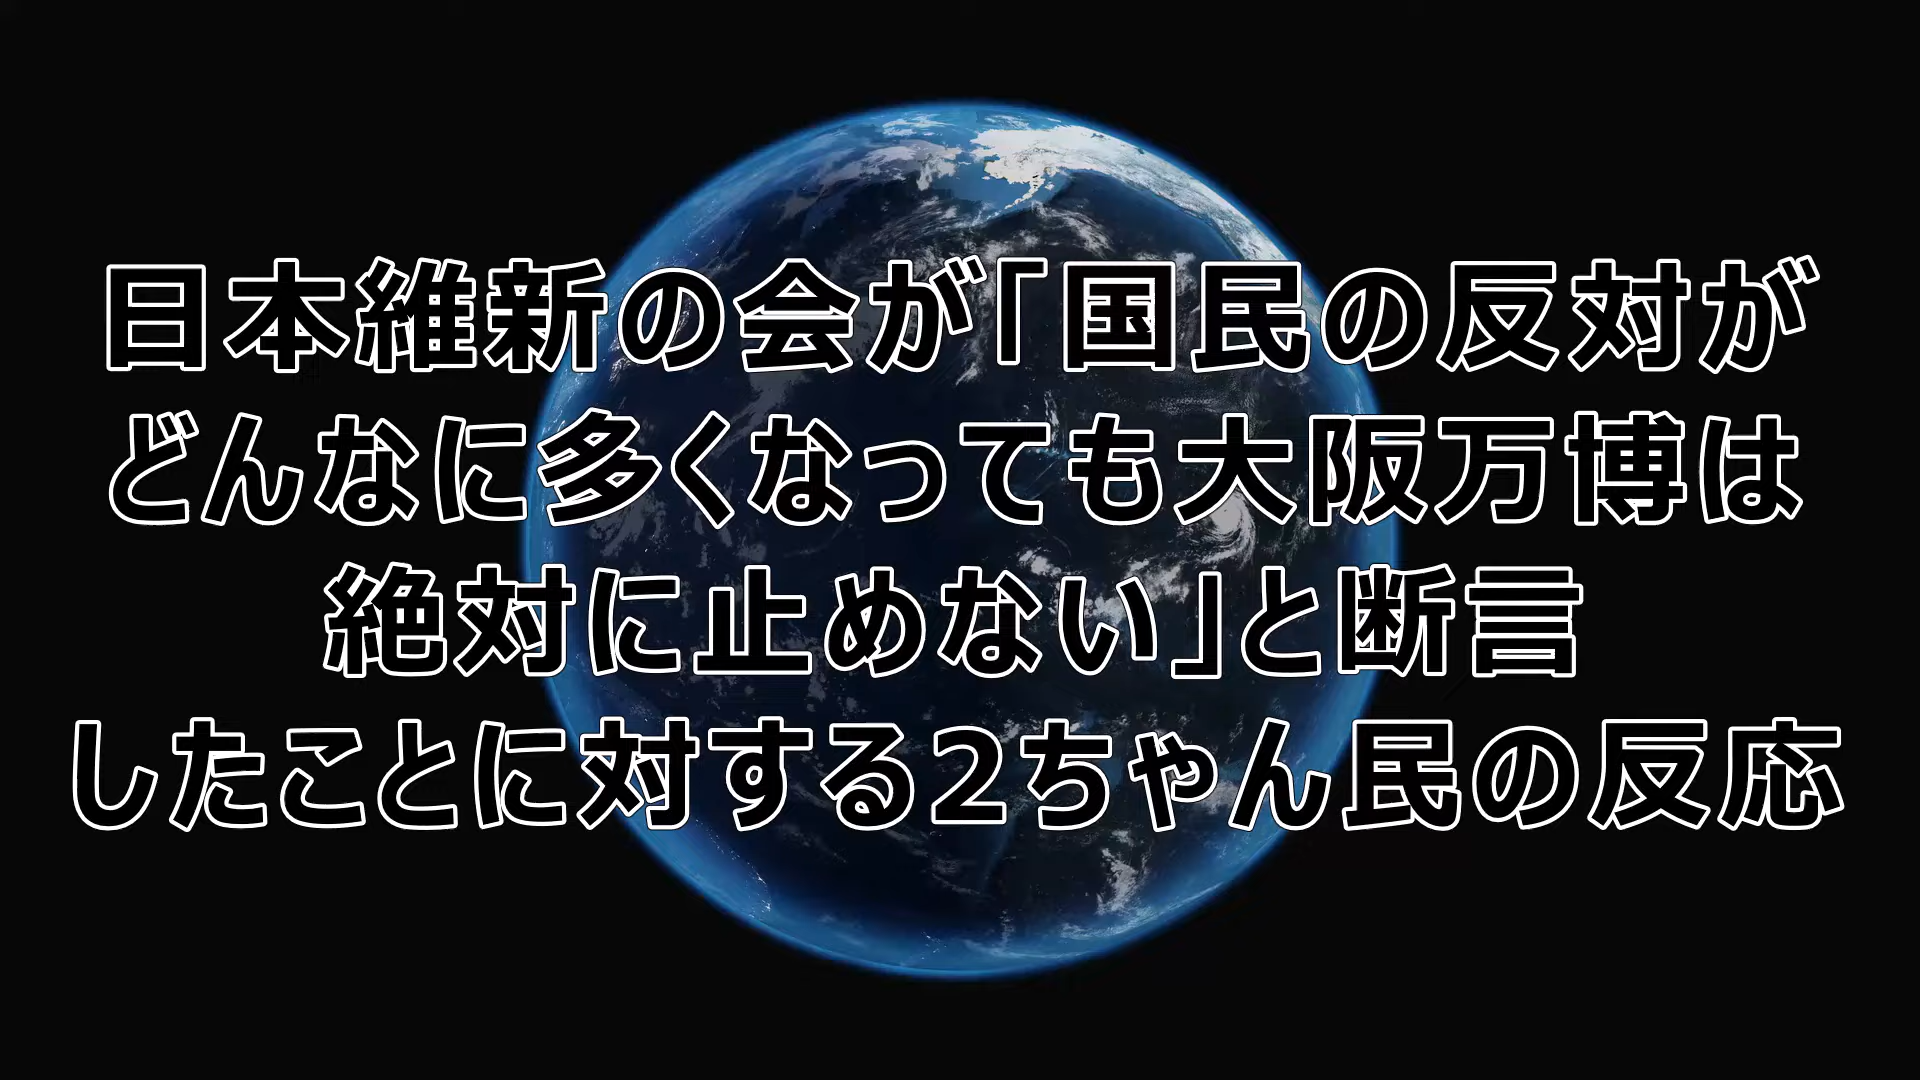 日本維新の会が「国民の反対が
どんなに多くなっても大阪万博は
絶対に止めない」と断言
したことに対する2ちゃん民の反応